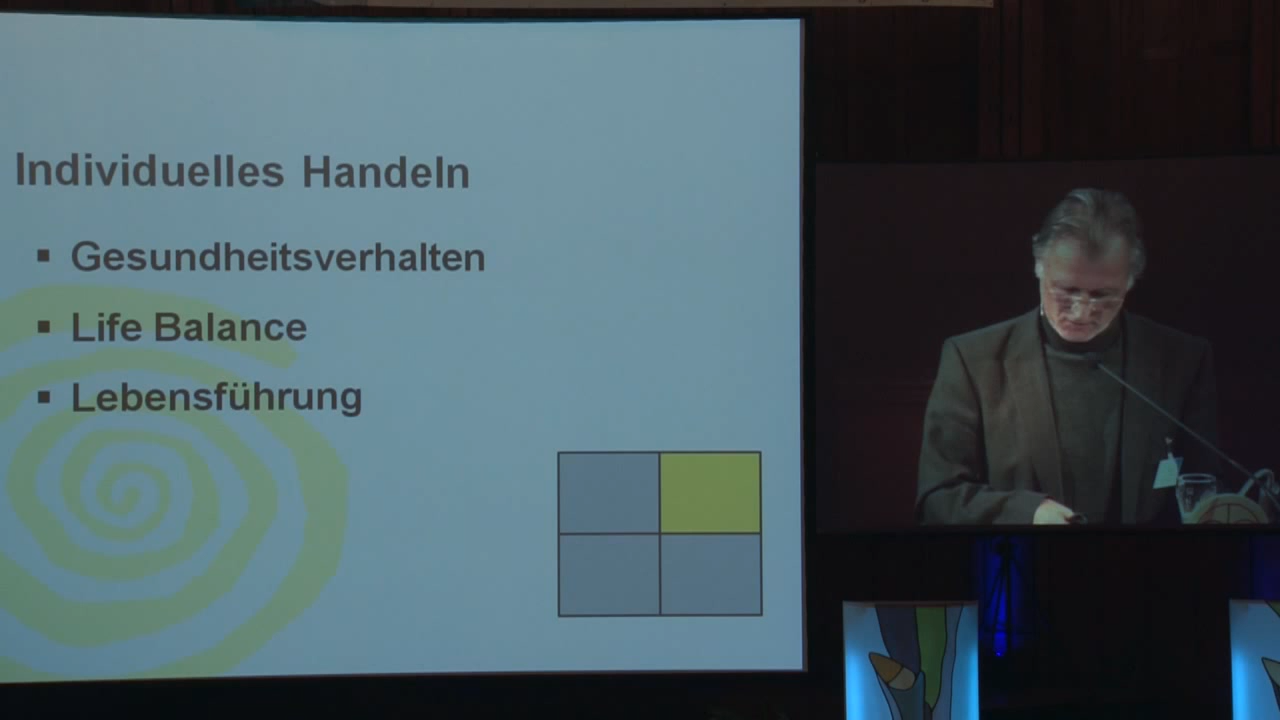 Individuelles Handeln
▪ Gesundheitsverhalten
▪ Life Balance
▪ Lebensführung